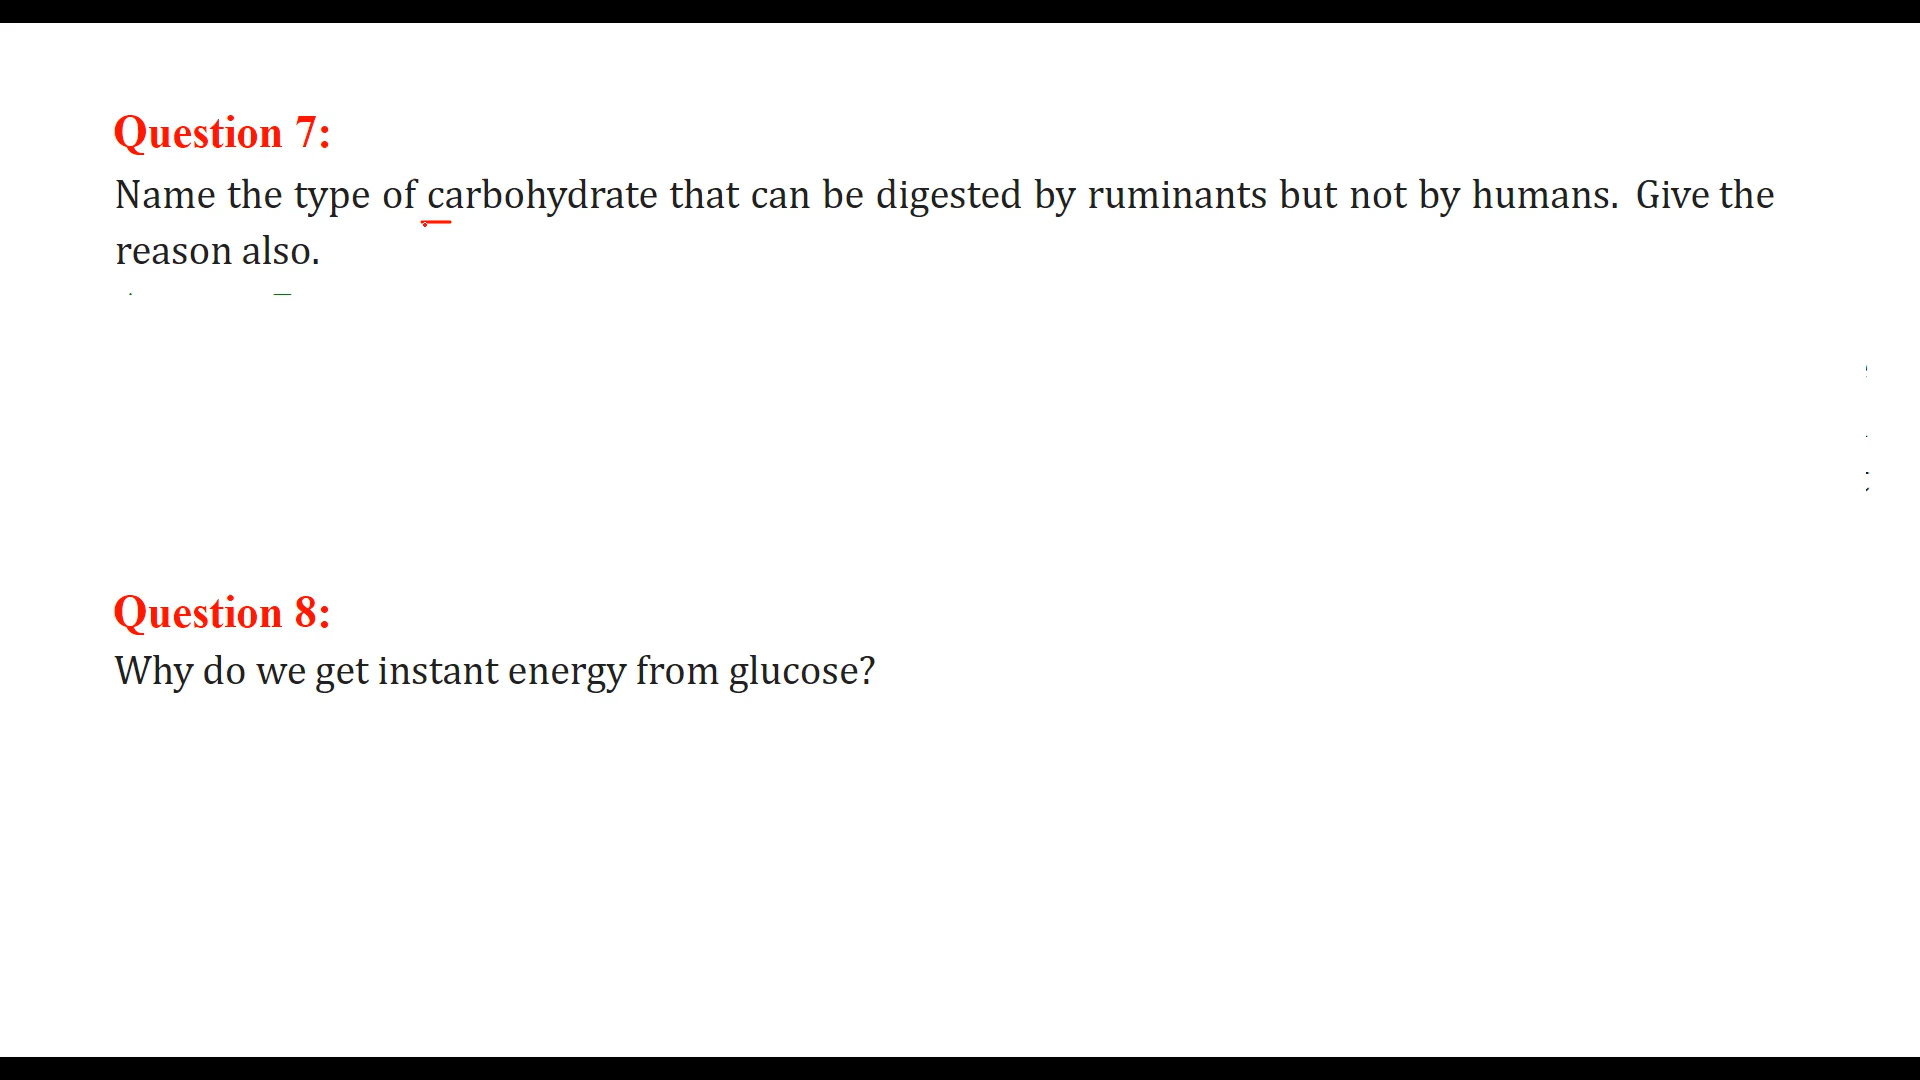 Question 7:
Name the type of carbohydrate that can be digested by ruminants but not by humans. Give the
reason also.
Question 8:
Why do we get instant energy from glucose?